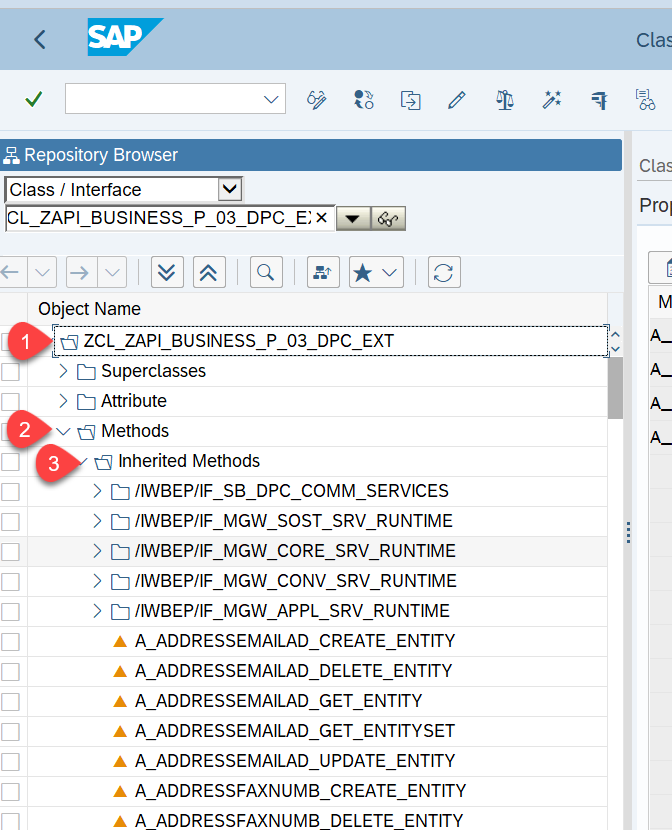 SAP
Clas
Repository Browser
Class / Interface
CL_ZAPI_BUSINESS_P_03_DPC_EX
Clas
Prop
Object Name
M
1
ZCL_ZAPI_BUSINESS_P_03_DPC_EXT
A_
Superclasses
A_
Attribute
A_
2
Methods
A_
3
Inherited Methods
/IWBEP/IF_SB_DPC_COMM_SERVICES
/IWBEP/IF_MGW_SOST_SRV_RUNTIME
/IWBEP/IF_MGW_CORE_SRV_RUNTIME
/IWBEP/IF_MGW_CONV_SRV_RUNTIME
/IWBEP/IF_MGW_APPL_SRV_RUNTIME
A_ADDRESSEMAILAD_CREATE_ENTITY
A_ADDRESSEMAILAD_DELETE_ENTITY
A_ADDRESSEMAILAD_GET_ENTITY
A_ADDRESSEMAILAD_GET_ENTITYSET
A_ADDRESSEMAILAD_UPDATE_ENTITY
A_ADDRESSFAXNUMB_CREATE_ENTITY
A_ADDRESSFAXNUMB_DELETE_ENTITY